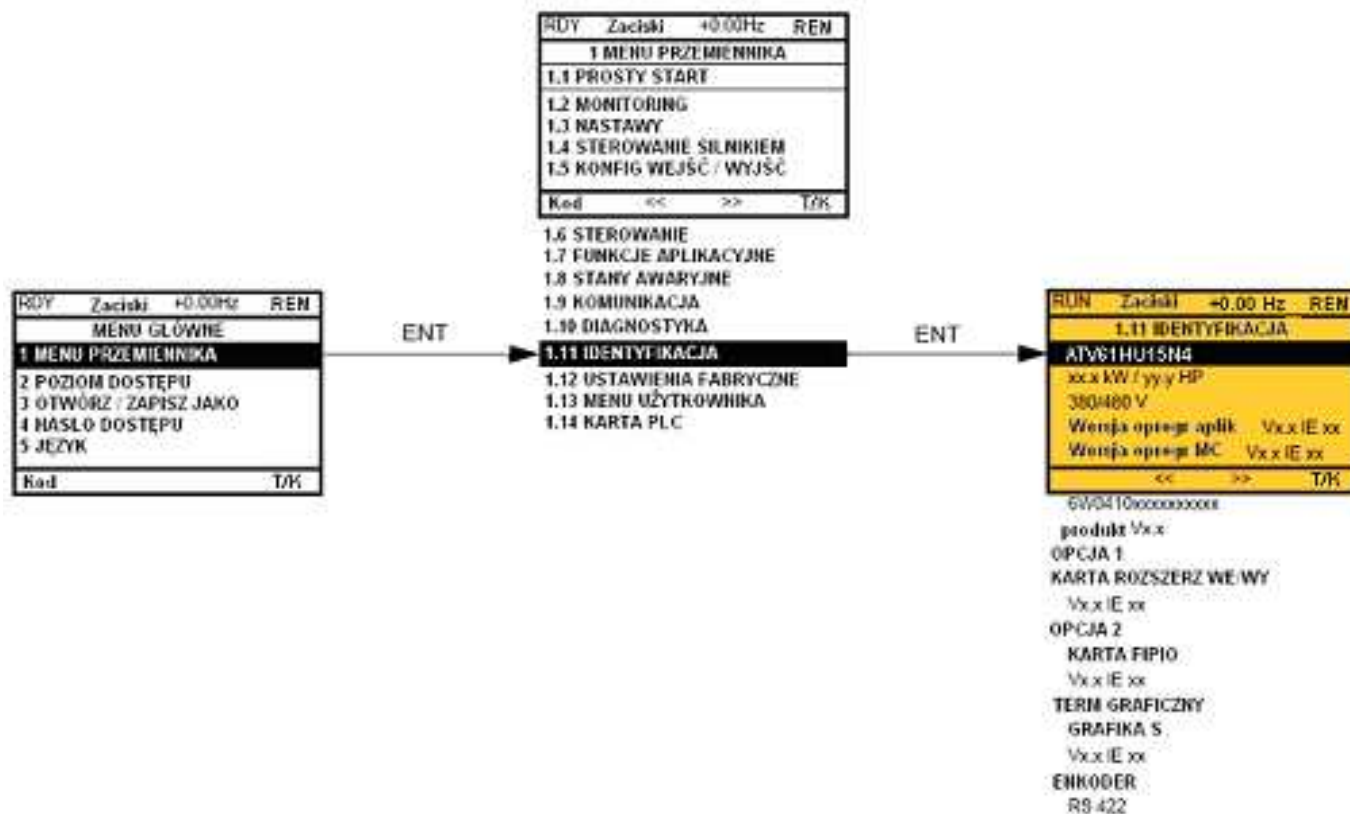 RDY Zaciski +0.00Hz REN
1 MENU PRZEMIENNIKA
1.1 PROSTY START
1.2 MONITORING
1.3 NASTAWY
1.4 STEROWANIE SILNIKIEM
1.5 KONFIG WEJŚĆ / WYJŚĆ
Kod << >> T/K
1.6 STEROWANIE
1.7 FUNKCJE APLIKACYJNE
1.8 STANY AWARYJNE
1.9 KOMUNIKACJA
1.10 DIAGNOSTYKA
1.11 IDENTYFIKACJA
1.12 USTAWIENIA FABRYCZNE
1.13 MENU UŻYTKOWNIKA
1.14 KARTA PLC
RDY Zaciski +0.00Hz REN
MENU GŁÓWNE
1 MENU PRZEMIENNIKA
2 POZIOM DOSTĘPU
3 OTWÓRZ / ZAPISZ JAKO
4 HASŁO DOSTĘPU
5 JĘZYK
Kod T/K
ENT
ENT
RUN Zaciski +0.00 Hz REN
1.11 IDENTYFIKACJA
ATV61HU15N4
xx.x kW / yy.y HP
380/480 V
Wersja oprogr aplik Vx.x IE xx
Wersja oprogr MC Vx.x IE xx
<< >> T/K
6W0410xxxxxxxxxx
produkt Vx.x
OPCJA 1
KARTA ROZSZERZ WE/WY
Vx.x IE xx
OPCJA 2
KARTA FIPIO
Vx.x IE xx
TERM GRAFICZNY
GRAFIKA S
Vx.x IE xx
ENKODER
RS 422